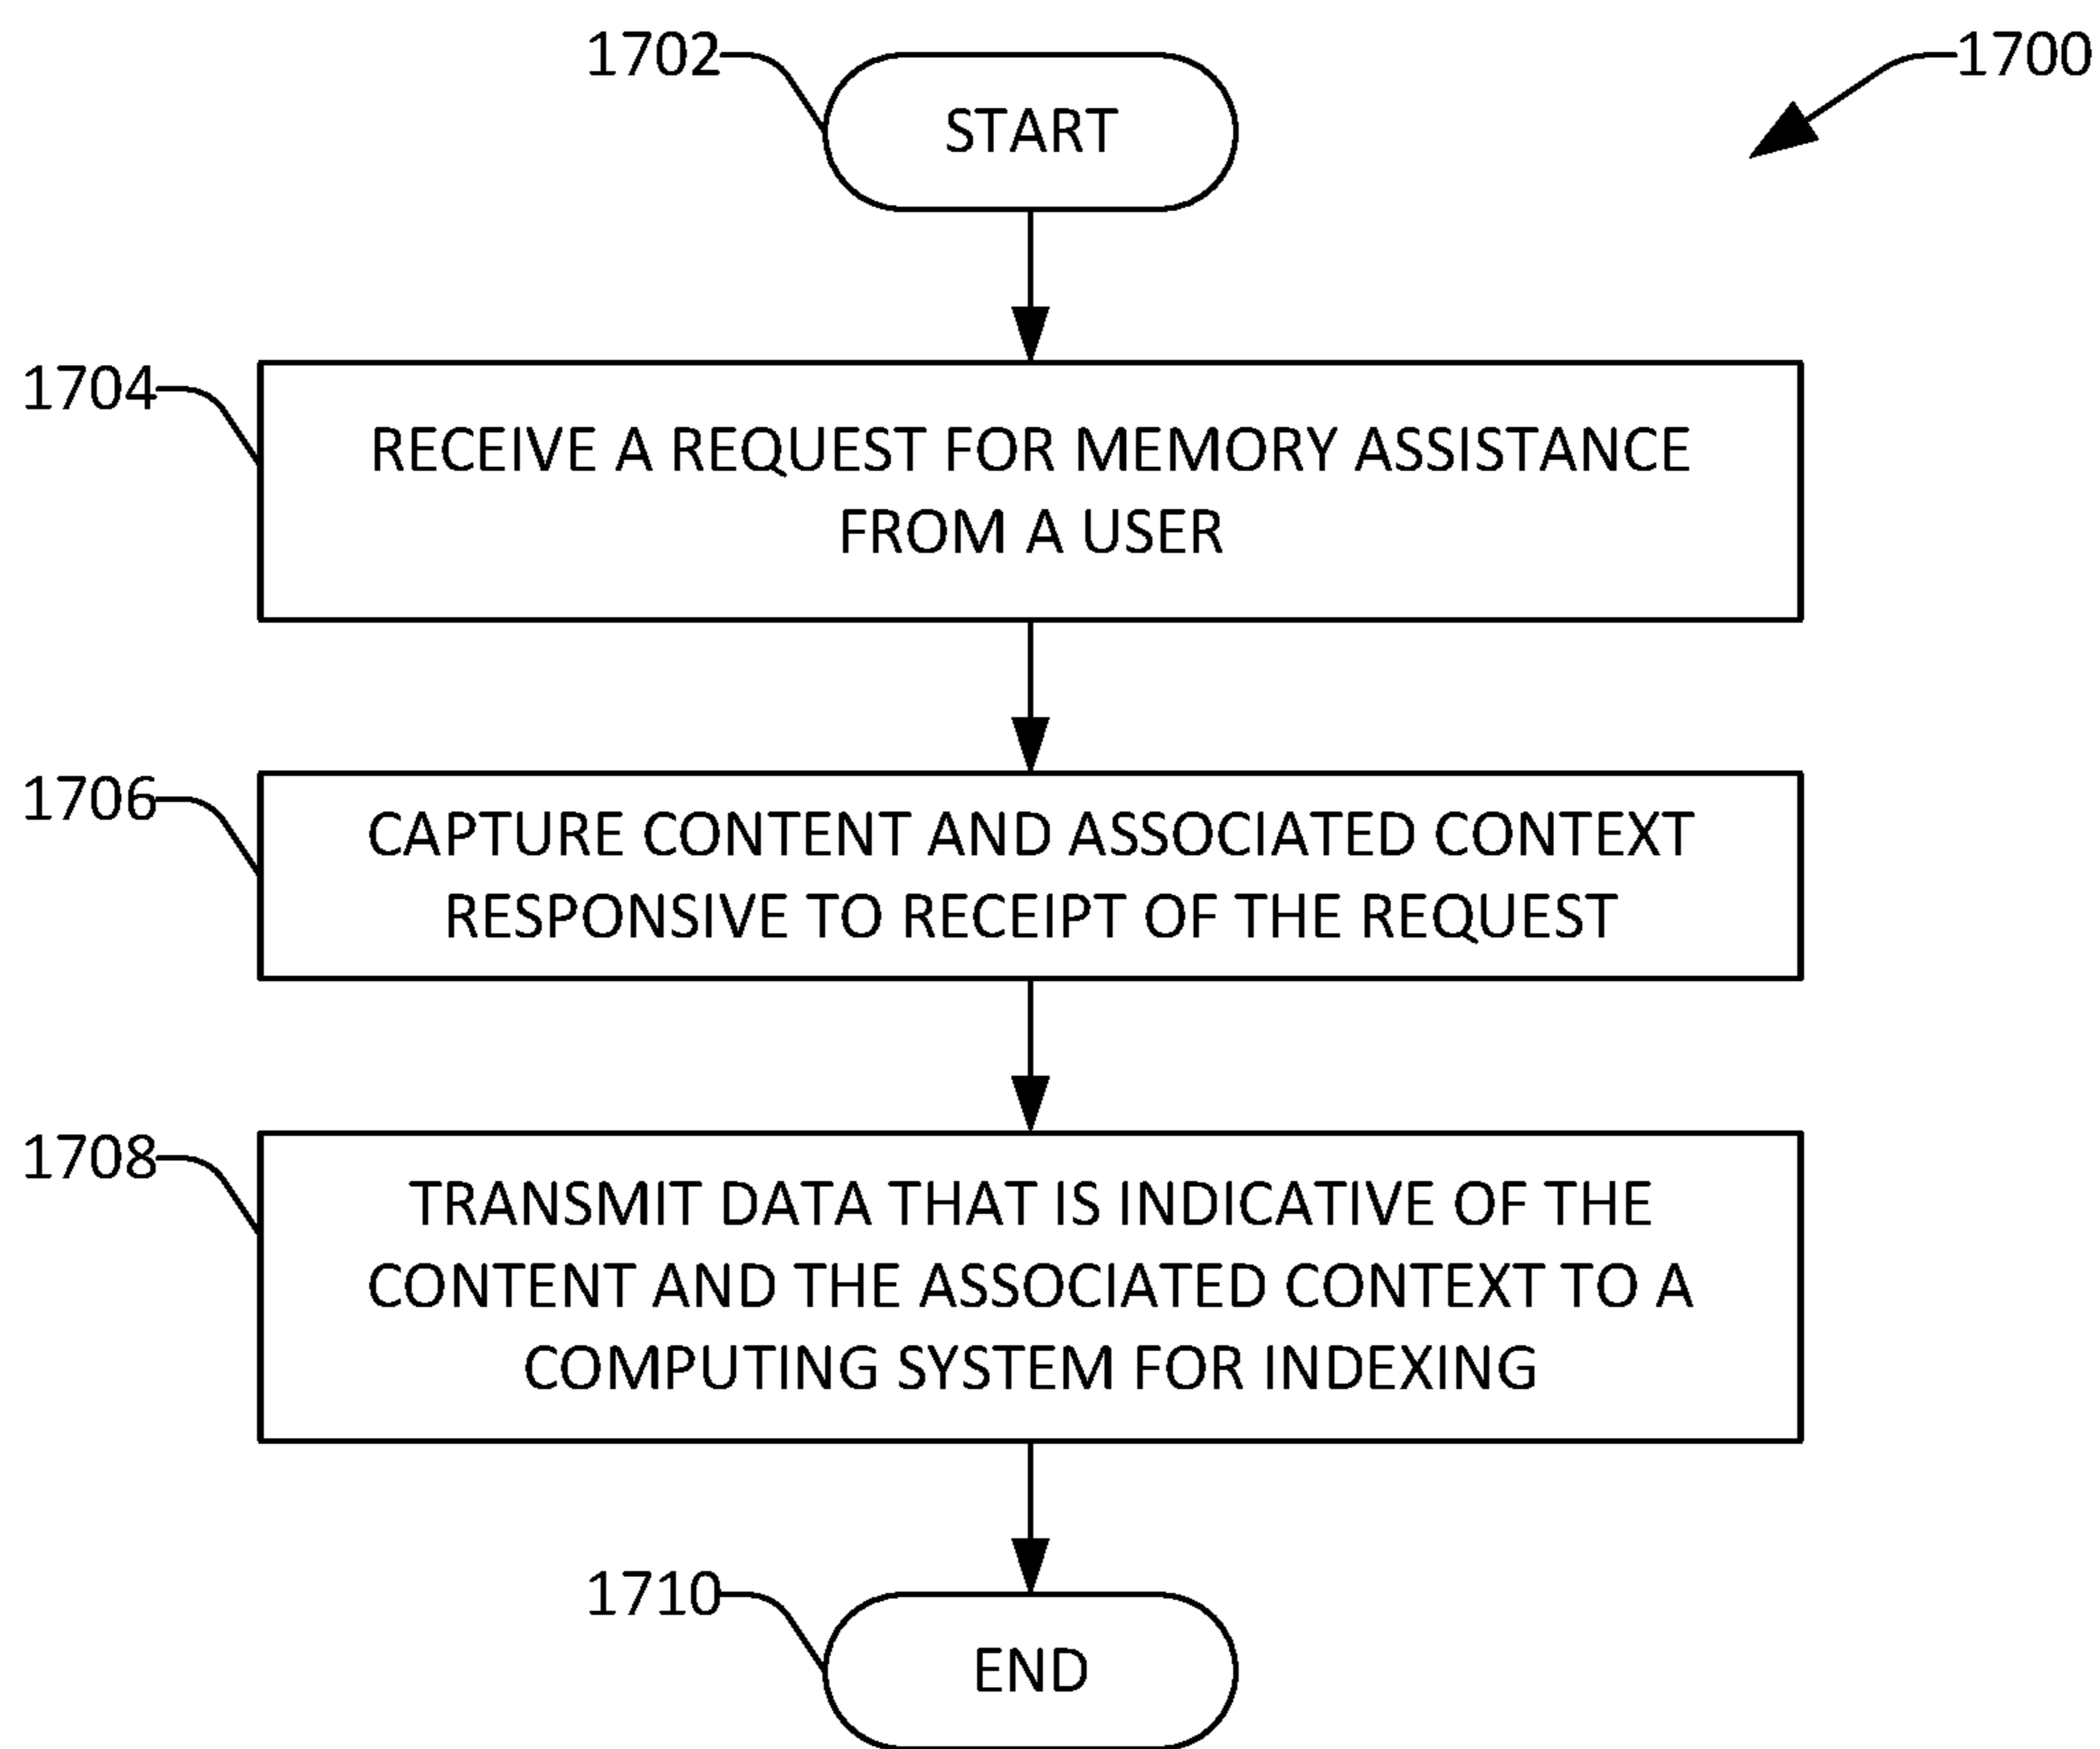 1702
START
1700
1704
RECEIVE A REQUEST FOR MEMORY ASSISTANCE
FROM A USER
1706
CAPTURE CONTENT AND ASSOCIATED CONTEXT
RESPONSIVE TO RECEIPT OF THE REQUEST
1708
TRANSMIT DATA THAT IS INDICATIVE OF THE
CONTENT AND THE ASSOCIATED CONTEXT TO A
COMPUTING SYSTEM FOR INDEXING
1710
END